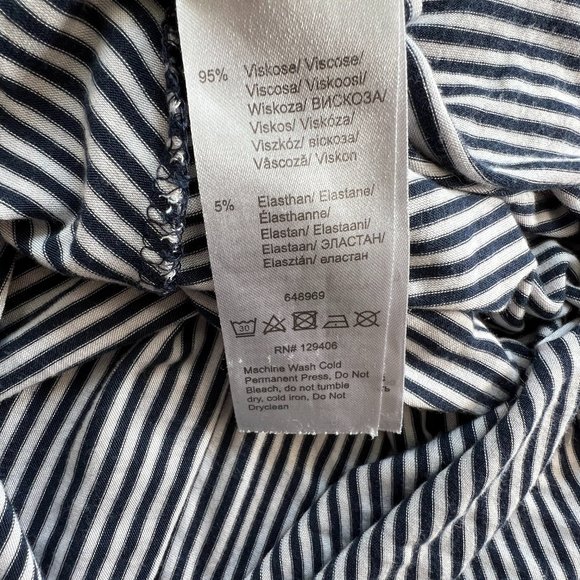 95% Viskose/ Viscose/
Viscosa/ Viskoosi/
Wiskoza/ ВИСКОЗА/
Viskos/ Viskóza/
Viszkóz/ віскоза/
Vâscoză/ Viskon
5% Elasthan/ Elastane/
Élasthanne/
Elastan/ Elastaani/
Elastaan/ ЭЛАСТАН/
Elasztán/ еластан
648969
30
RN# 129406
Machine Wash Cold
Permanent Press, Do Not
Bleach, do not tumble
dry, cold iron, Do Not
Dryclean